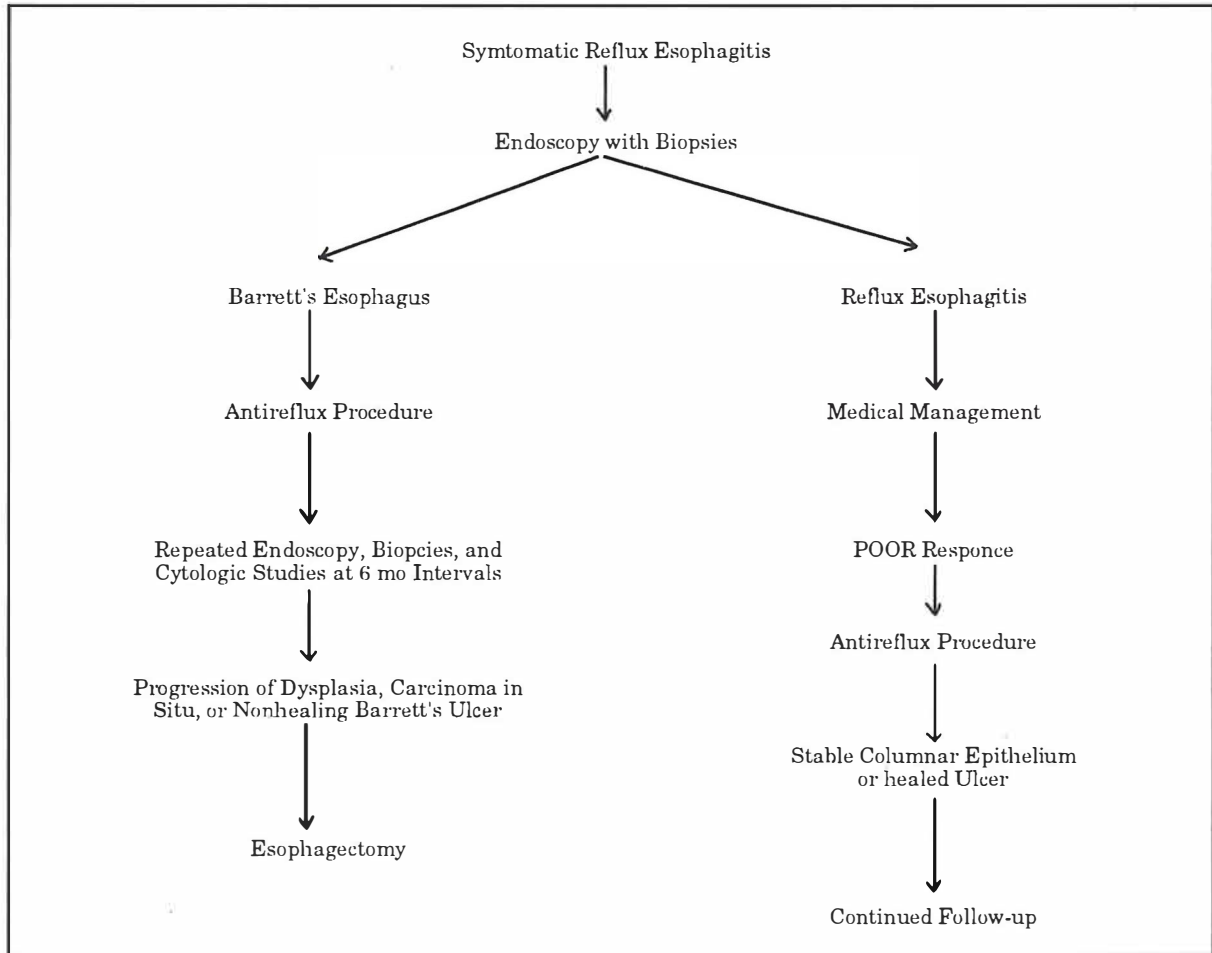 Symtomatic Reflux Esophagitis
Endoscopy with Biopsies
Barrett's Esophagus
Antireflux Procedure
Repeated Endoscopy, Biopcies, and
Cytologic Studies at 6 mo Intervals
Progression of Dysplasia, Carcinoma in
Situ, or Nonhealing Barrett's Ulcer
Esophagectomy
Reflux Esophagitis
Medical Management
POOR Responce
Antireflux Procedure
Stable Columnar Epithelium
or healed Ulcer
Continued Follow-up